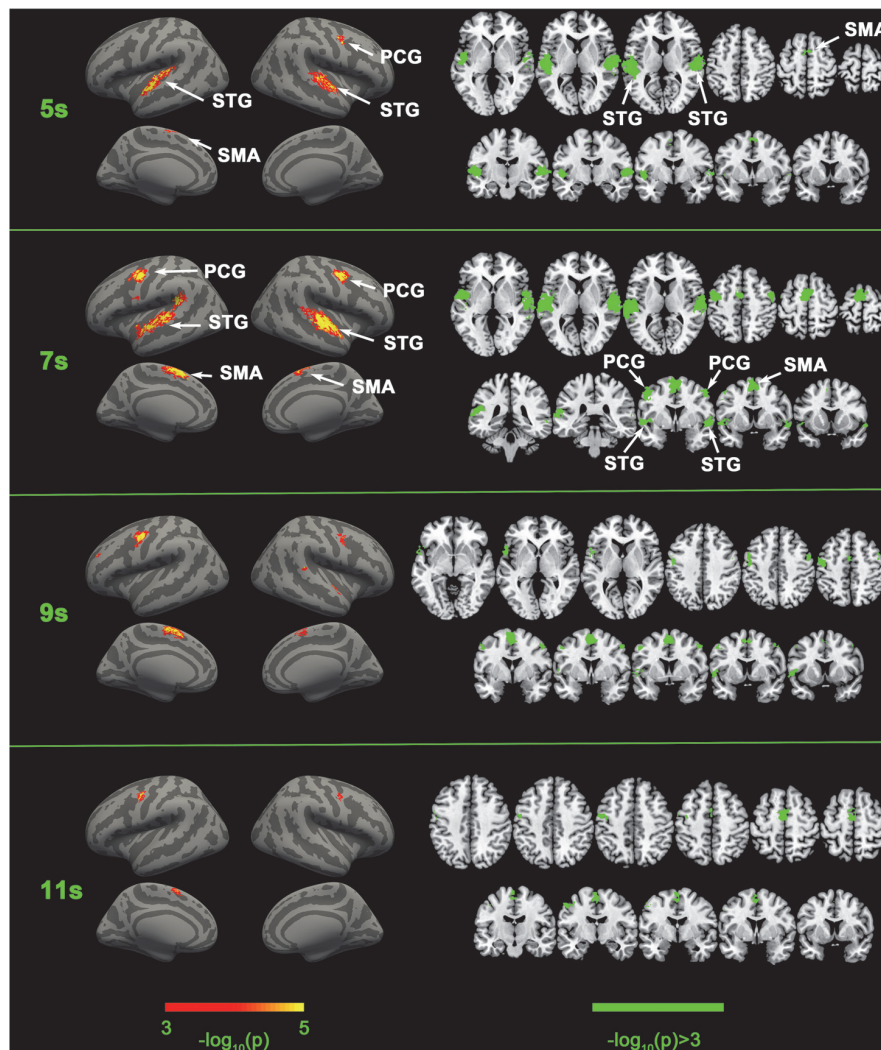 5s
PCG
STG
STG
SMA
SMA
STG
STG
7s
PCG
PCG
STG
STG
SMA
SMA
PCG
PCG
SMA
STG
STG
9s
11s
3
5
-log₁₀(p)
-log₁₀(p)>3